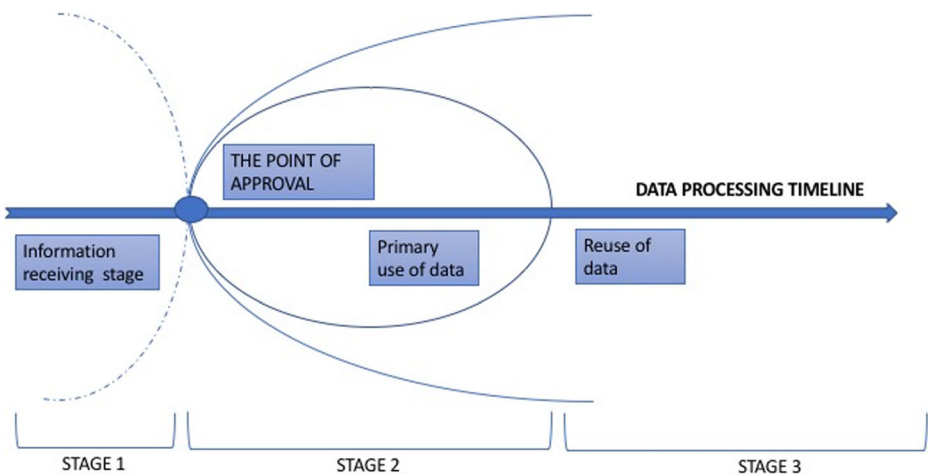 THE POINT OF
APPROVAL
DATA PROCESSING TIMELINE
Information
receiving stage
Primary
use of data
Reuse of
data
STAGE 1
STAGE 2
STAGE 3